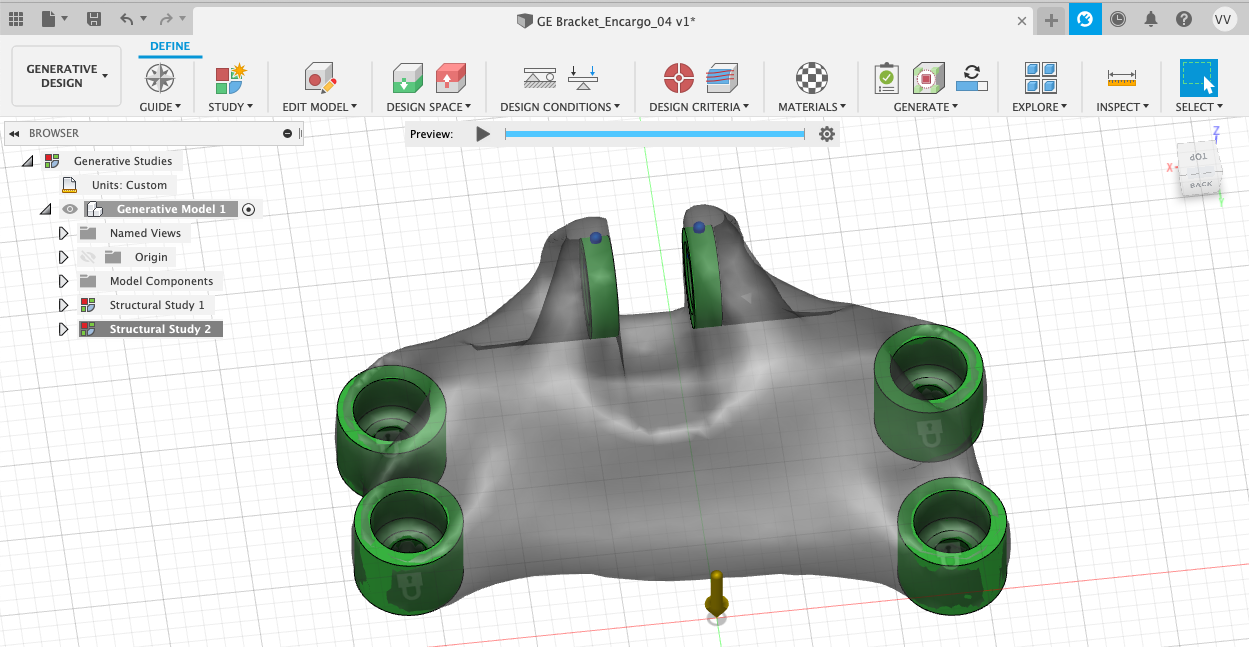 GE Bracket_Encargo_04 v1*
VV
GENERATIVE DESIGN
DEFINE
GUIDE
STUDY
EDIT MODEL
DESIGN SPACE
DESIGN CONDITIONS
DESIGN CRITERIA
MATERIALS
GENERATE
EXPLORE
INSPECT
SELECT
BROWSER
Preview:
Generative Studies
Units: Custom
Generative Model 1
Named Views
Origin
Model Components
Structural Study 1
Structural Study 2
Z
X
TOP
BACK